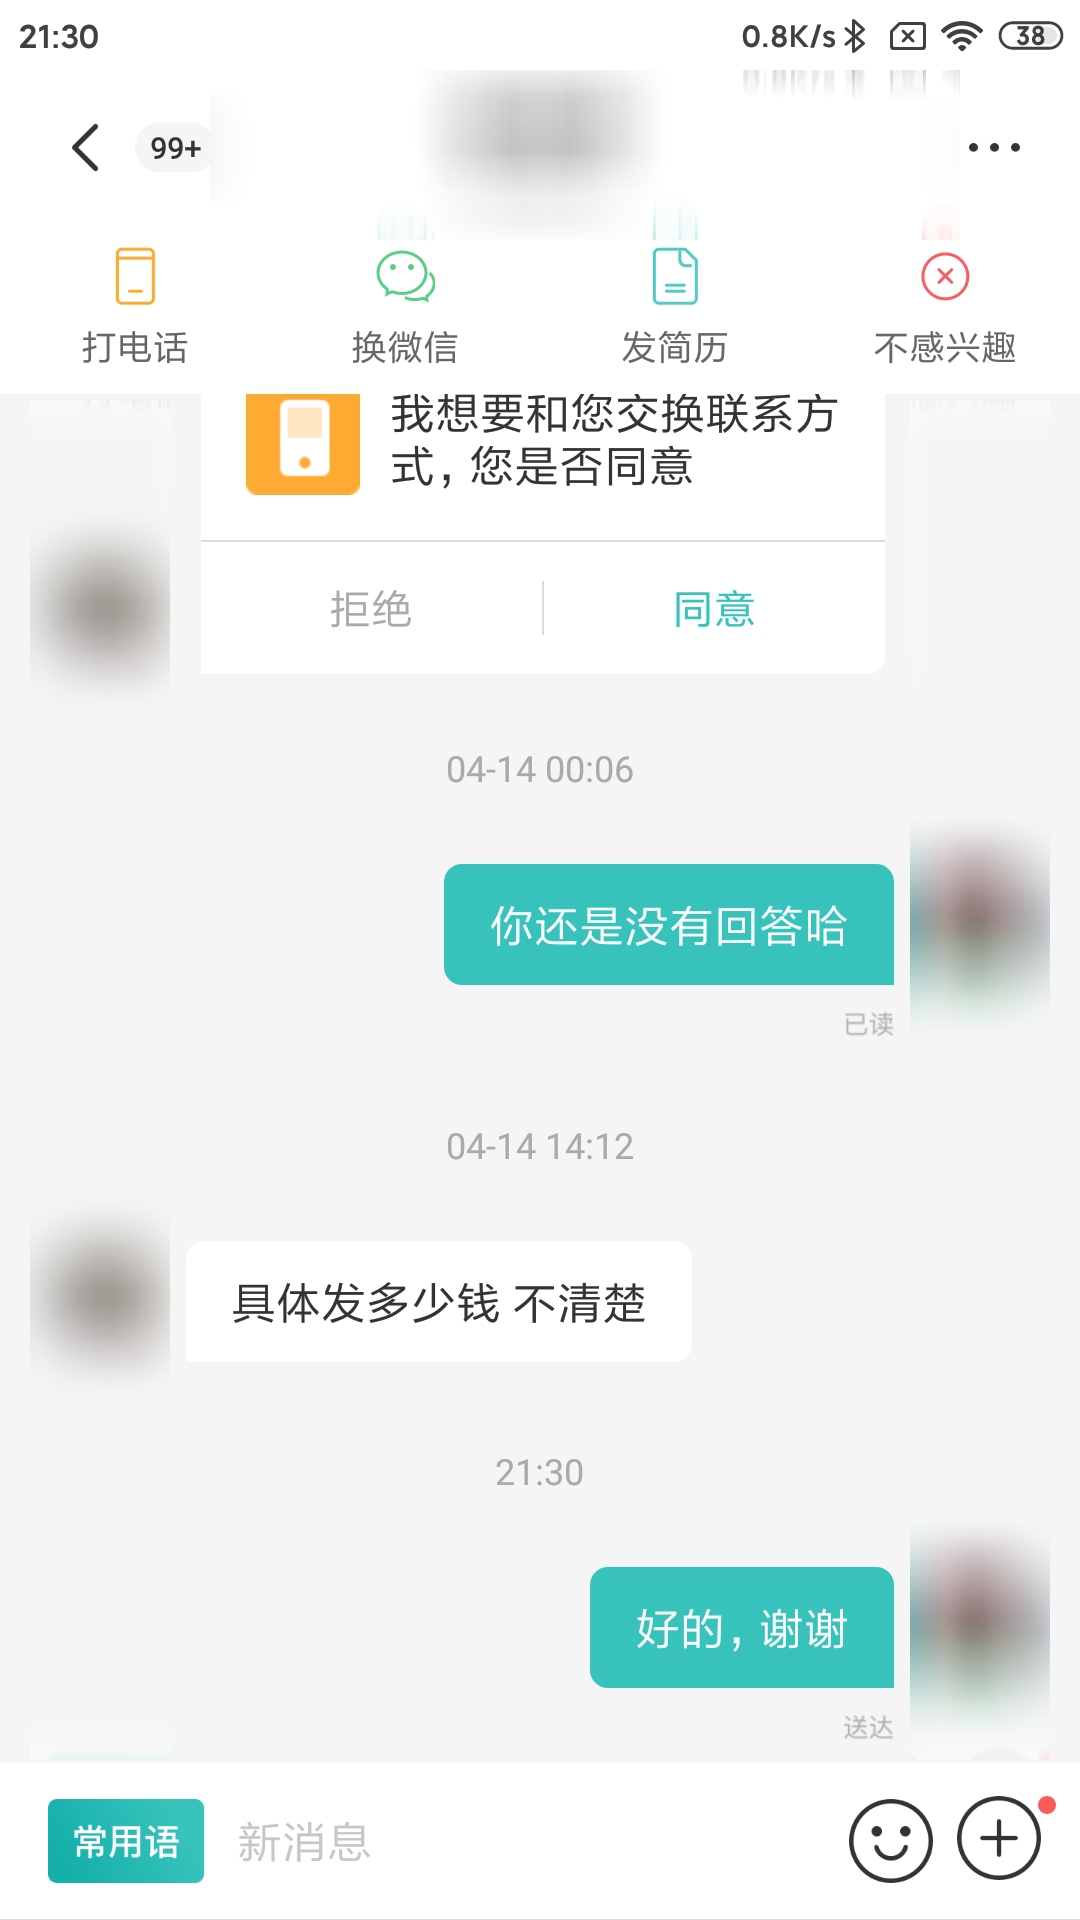 21:30 0.8K/s 38
99+
打电话 换微信 发简历 不感兴趣
我想要和您交换联系方
式，您是否同意
拒绝 同意
04-14 00:06
你还是没有回答哈
已读
04-14 14:12
具体发多少钱 不清楚
21:30
好的，谢谢
送达
常用语 新消息